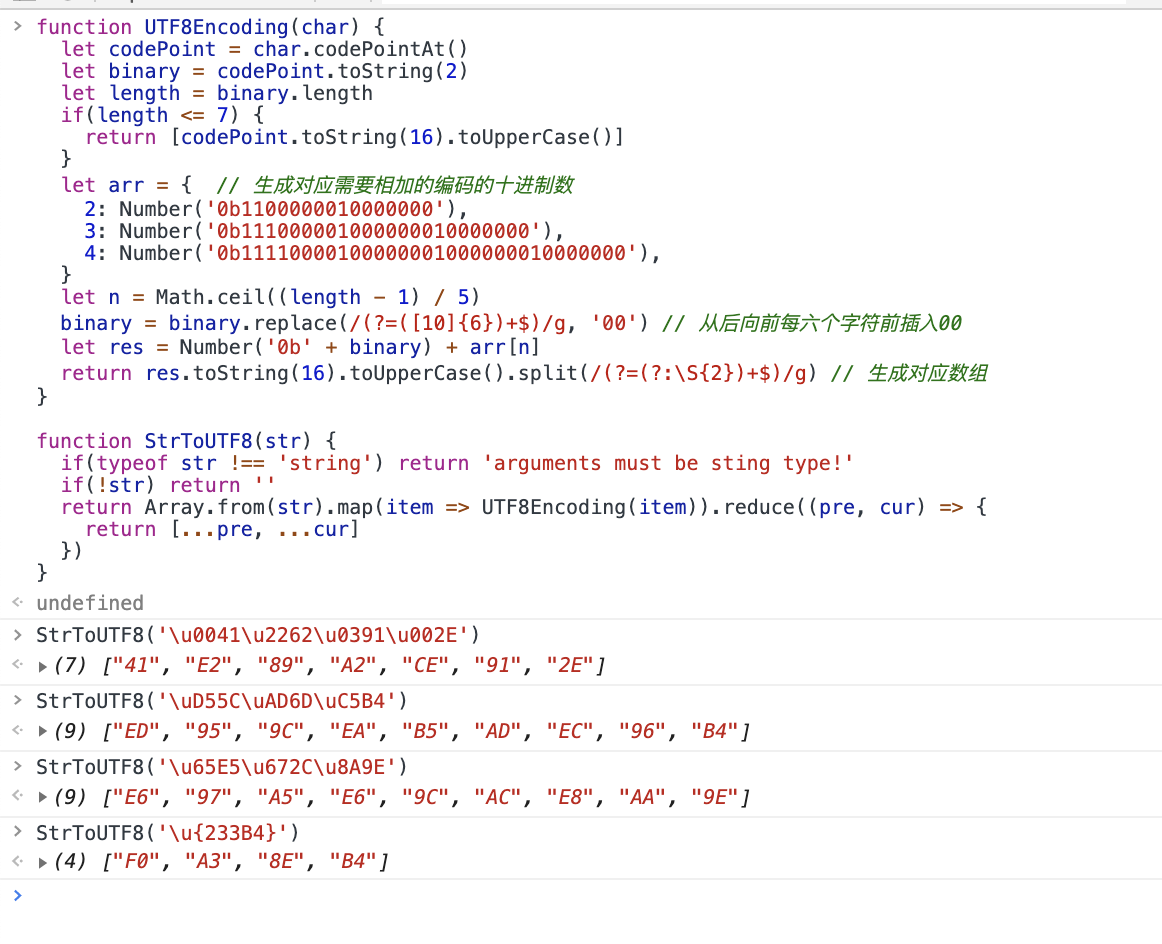 > function UTF8Encoding(char) {
let codePoint = char.codePointAt()
let binary = codePoint.toString(2)
let length = binary.length
if(length <= 7) {
return [codePoint.toString(16).toUpperCase()]
}
let arr = { // 生成对应需要相加的编码的十进制数
2: Number('0b1100000010000000'),
3: Number('0b111000001000000010000000'),
4: Number('0b11110000100000001000000010000000'),
}
let n = Math.ceil((length - 1) / 5)
binary = binary.replace(/(?=([10]{6})+$)/g, '00') // 从后向前每六个字符前插入00
let res = Number('0b' + binary) + arr[n]
return res.toString(16).toUpperCase().split(/(?=(?:\S{2})+$)/g) // 生成对应数组
}
function StrToUTF8(str) {
if(typeof str !== 'string') return 'arguments must be sting type!'
if(!str) return ''
return Array.from(str).map(item => UTF8Encoding(item)).reduce((pre, cur) => {
return [...pre, ...cur]
})
}
undefined
> StrToUTF8('\u0041\u2262\u0391\u002E')
(7) ["41", "E2", "89", "A2", "CE", "91", "2E"]
> StrToUTF8('\uD55C\uAD6D\uC5B4')
(9) ["ED", "95", "9C", "EA", "B5", "AD", "EC", "96", "B4"]
> StrToUTF8('\u65E5\u672C\u8A9E')
(9) ["E6", "97", "A5", "E6", "9C", "AC", "E8", "AA", "9E"]
> StrToUTF8('\u{233B4}')
(4) ["F0", "A3", "8E", "B4"]
>